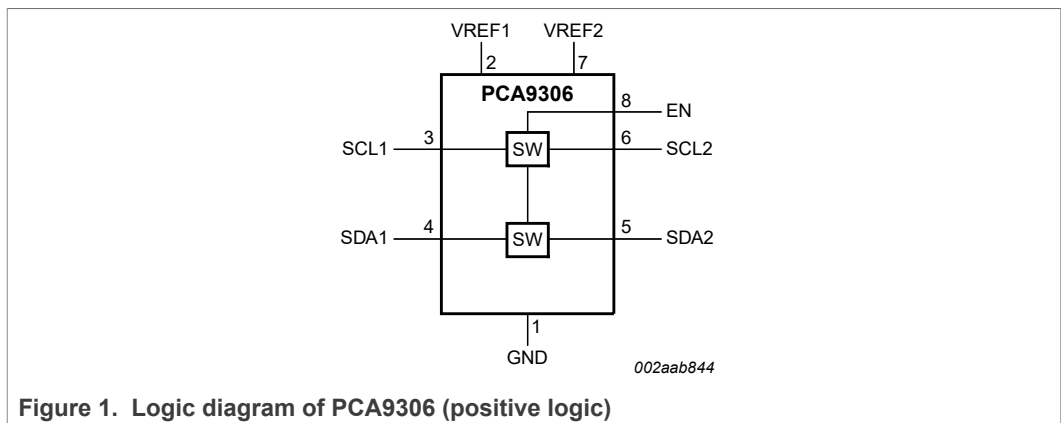 VREF1 VREF2
2 7
PCA9306
8 EN
SCL1 3 SW 6 SCL2
SDA1 4 SW 5 SDA2
1
GND
002aab844
Figure 1. Logic diagram of PCA9306 (positive logic)